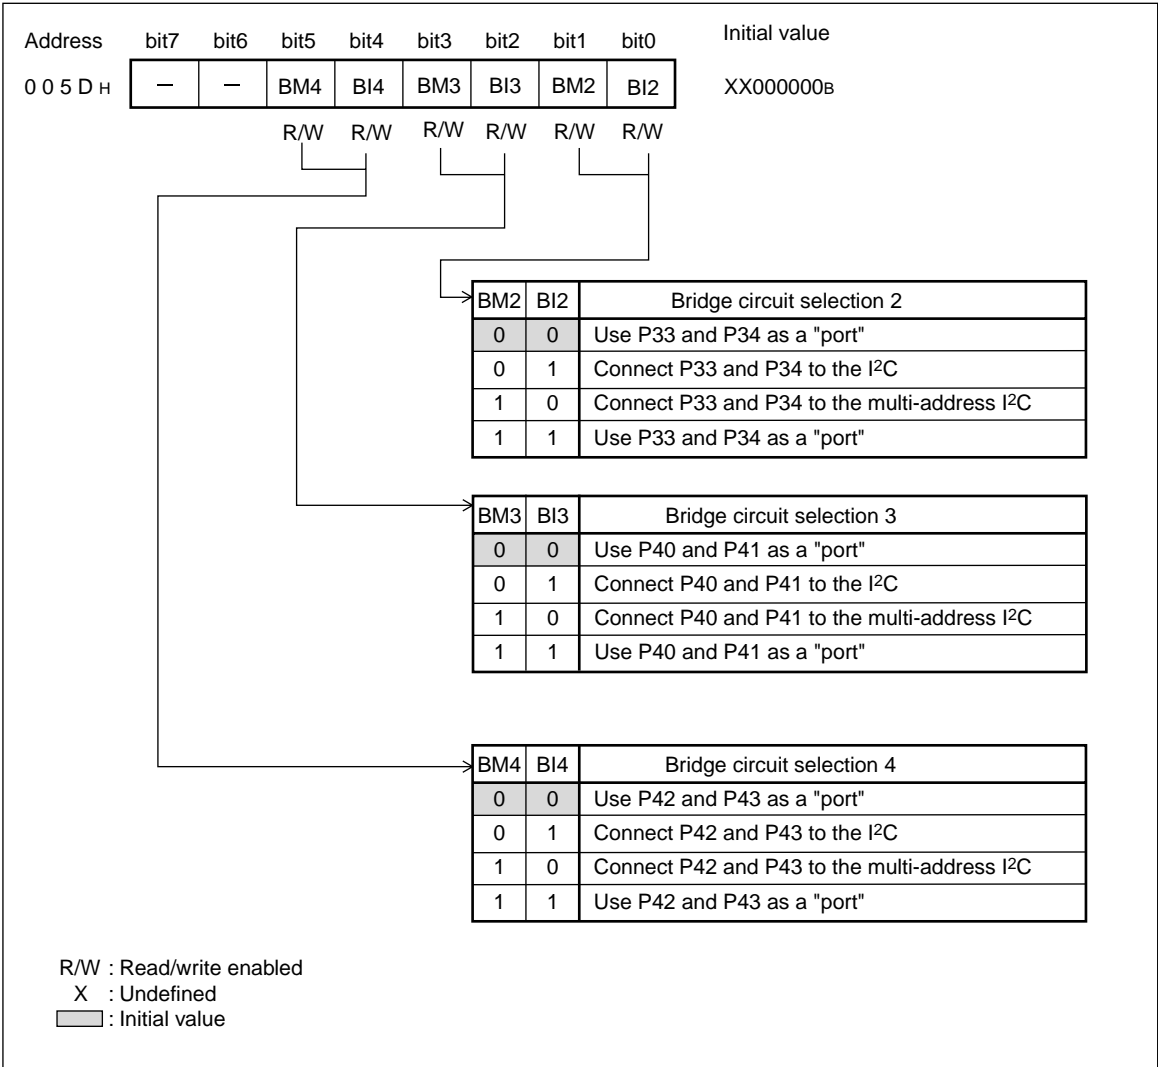 Address bit7 bit6 bit5 bit4 bit3 bit2 bit1 bit0 Initial value
005DH – – BM4 BI4 BM3 BI3 BM2 BI2 XX000000B
R/W R/W R/W R/W R/W R/W
BM2 BI2 Bridge circuit selection 2
0 0 Use P33 and P34 as a "port"
0 1 Connect P33 and P34 to the I2C
1 0 Connect P33 and P34 to the multi-address I2C
1 1 Use P33 and P34 as a "port"
BM3 BI3 Bridge circuit selection 3
0 0 Use P40 and P41 as a "port"
0 1 Connect P40 and P41 to the I2C
1 0 Connect P40 and P41 to the multi-address I2C
1 1 Use P40 and P41 as a "port"
BM4 BI4 Bridge circuit selection 4
0 0 Use P42 and P43 as a "port"
0 1 Connect P42 and P43 to the I2C
1 0 Connect P42 and P43 to the multi-address I2C
1 1 Use P42 and P43 as a "port"
R/W : Read/write enabled
X : Undefined
: Initial value